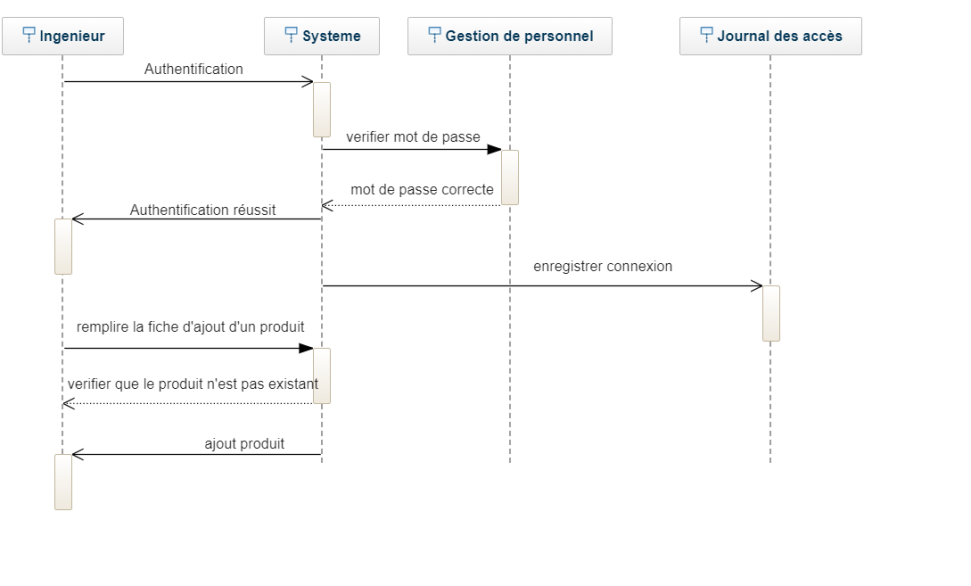 Ingenieur
Systeme
Gestion de personnel
Journal des accès
Authentification
verifier mot de passe
mot de passe correcte
Authentification réussit
enregistrer connexion
remplire la fiche d'ajout d'un produit
verifier que le produit n'est pas existant
ajout produit